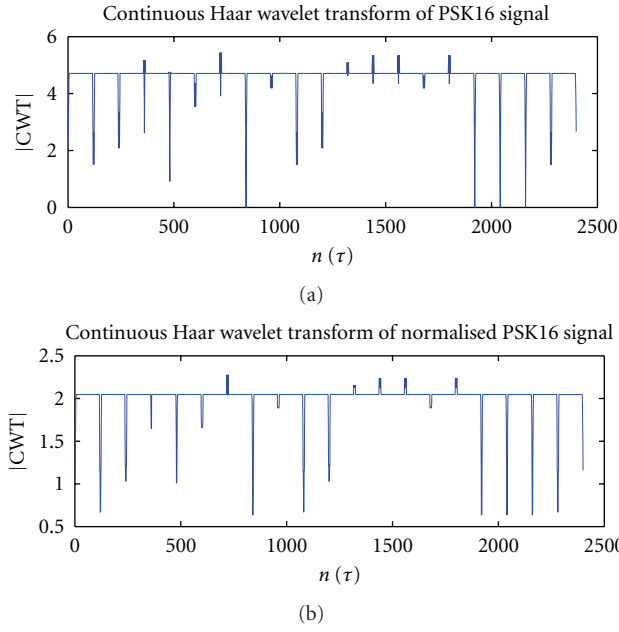 Continuous Haar wavelet transform of PSK16 signal
6
4
2
0
|CWT|
0 500 1000 1500 2000 2500
n (τ)
(a)
Continuous Haar wavelet transform of normalised PSK16 signal
2.5
2
1.5
1
0.5
|CWT|
0 500 1000 1500 2000 2500
n (τ)
(b)